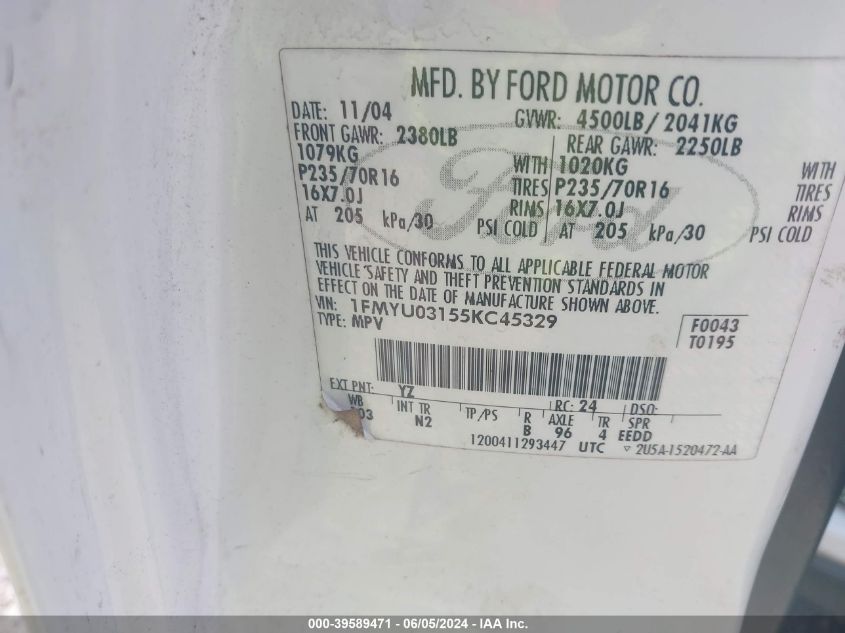 MFD. BY FORD MOTOR CO.
DATE: 11/04 GVWR: 4500LB/ 2041KG
FRONT GAWR: 2380LB REAR GAWR: 2250LB
1079KG WITH 1020KG WITH
P235/70R16 TIRES P235/70R16 TIRES
16X7.0J RIMS 16X7.0J RIMS
AT 205 kPa/30 PSI COLD AT 205 kPa/30 PSI COLD
Ford
THIS VEHICLE CONFORMS TO ALL APPLICABLE FEDERAL MOTOR
VEHICLE SAFETY AND THEFT PREVENTION STANDARDS IN
EFFECT ON THE DATE OF MANUFACTURE SHOWN ABOVE.
VIN: 1FMYU03155KC45329 F0043
TYPE: MPV T0195
EXT PNT: YZ RC: 24 DSO:
WB INT TR TP/PS R AXLE TR SPR
03 N2 B 96 4 EEDD
1200411293447 UTC ▽ 2U5A-1520472-AA
000-39589471 - 06/05/2024 - IAA Inc.